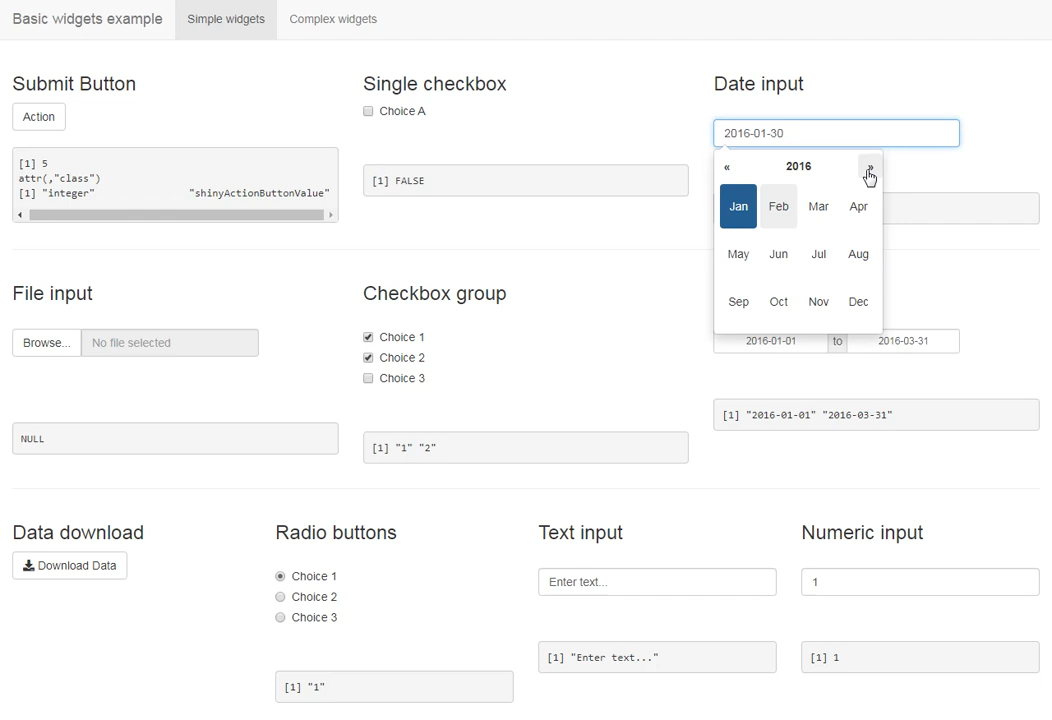 Basic widgets example Simple widgets Complex widgets
Submit Button
Action
[1] 5
attr(,"class")
[1] "integer" "shinyActionButtonValue"
Single checkbox
Choice A
[1] FALSE
Date input
2016-01-30
« 2016 »
Jan Feb Mar Apr
May Jun Jul Aug
Sep Oct Nov Dec
File input
Browse... No file selected
NULL
Checkbox group
Choice 1
Choice 2
Choice 3
[1] "1" "2"
2016-01-01 to 2016-03-31
[1] "2016-01-01" "2016-03-31"
Data download
Download Data
Radio buttons
Choice 1
Choice 2
Choice 3
[1] "1"
Text input
Enter text...
[1] "Enter text..."
Numeric input
1
[1] 1